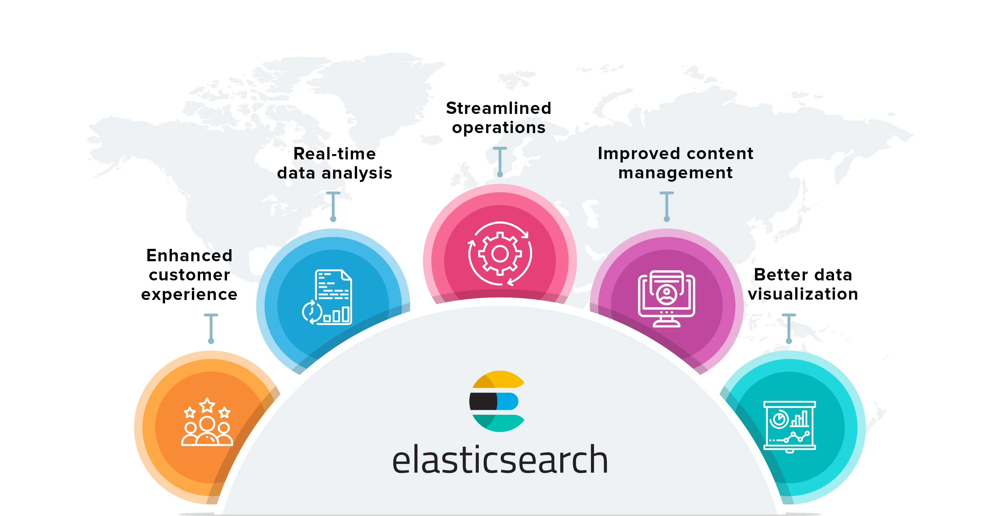 Enhanced
customer
experience
Real-time
data analysis
Streamlined
operations
Improved content
management
Better data
visualization
elasticsearch